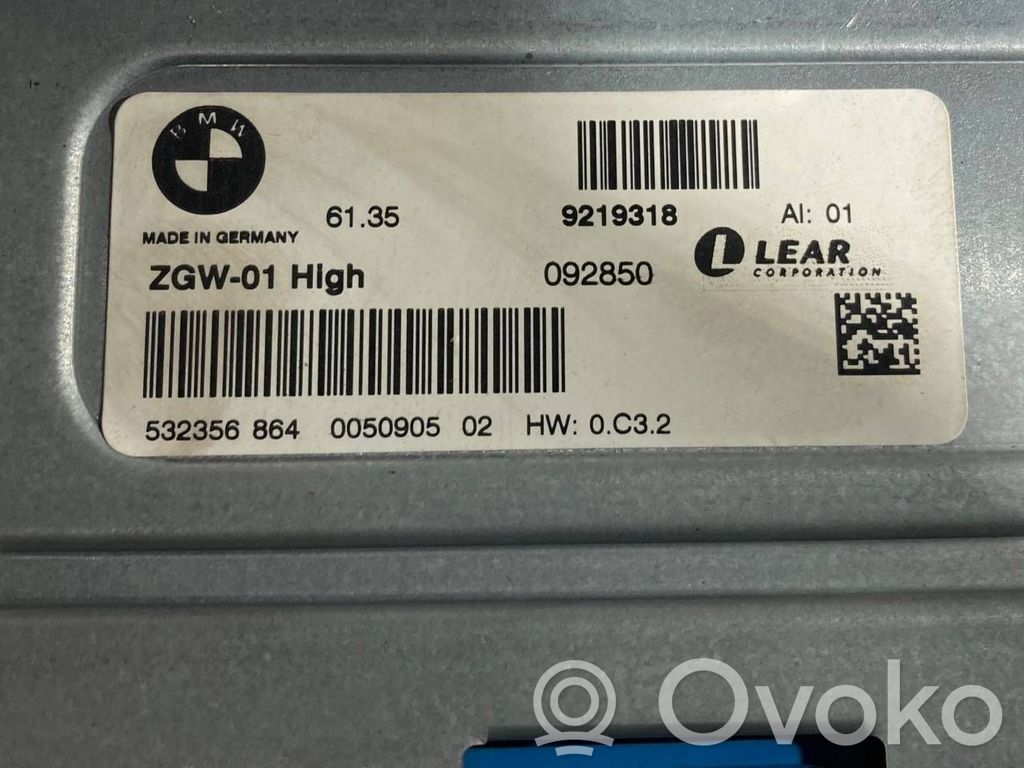 BMW
61.35
9219318
AI: 01
MADE IN GERMANY
ZGW-01 High
092850
LEAR
CORPORATION
532356 864 0050905 02 HW: 0.C3.2
Ovoko